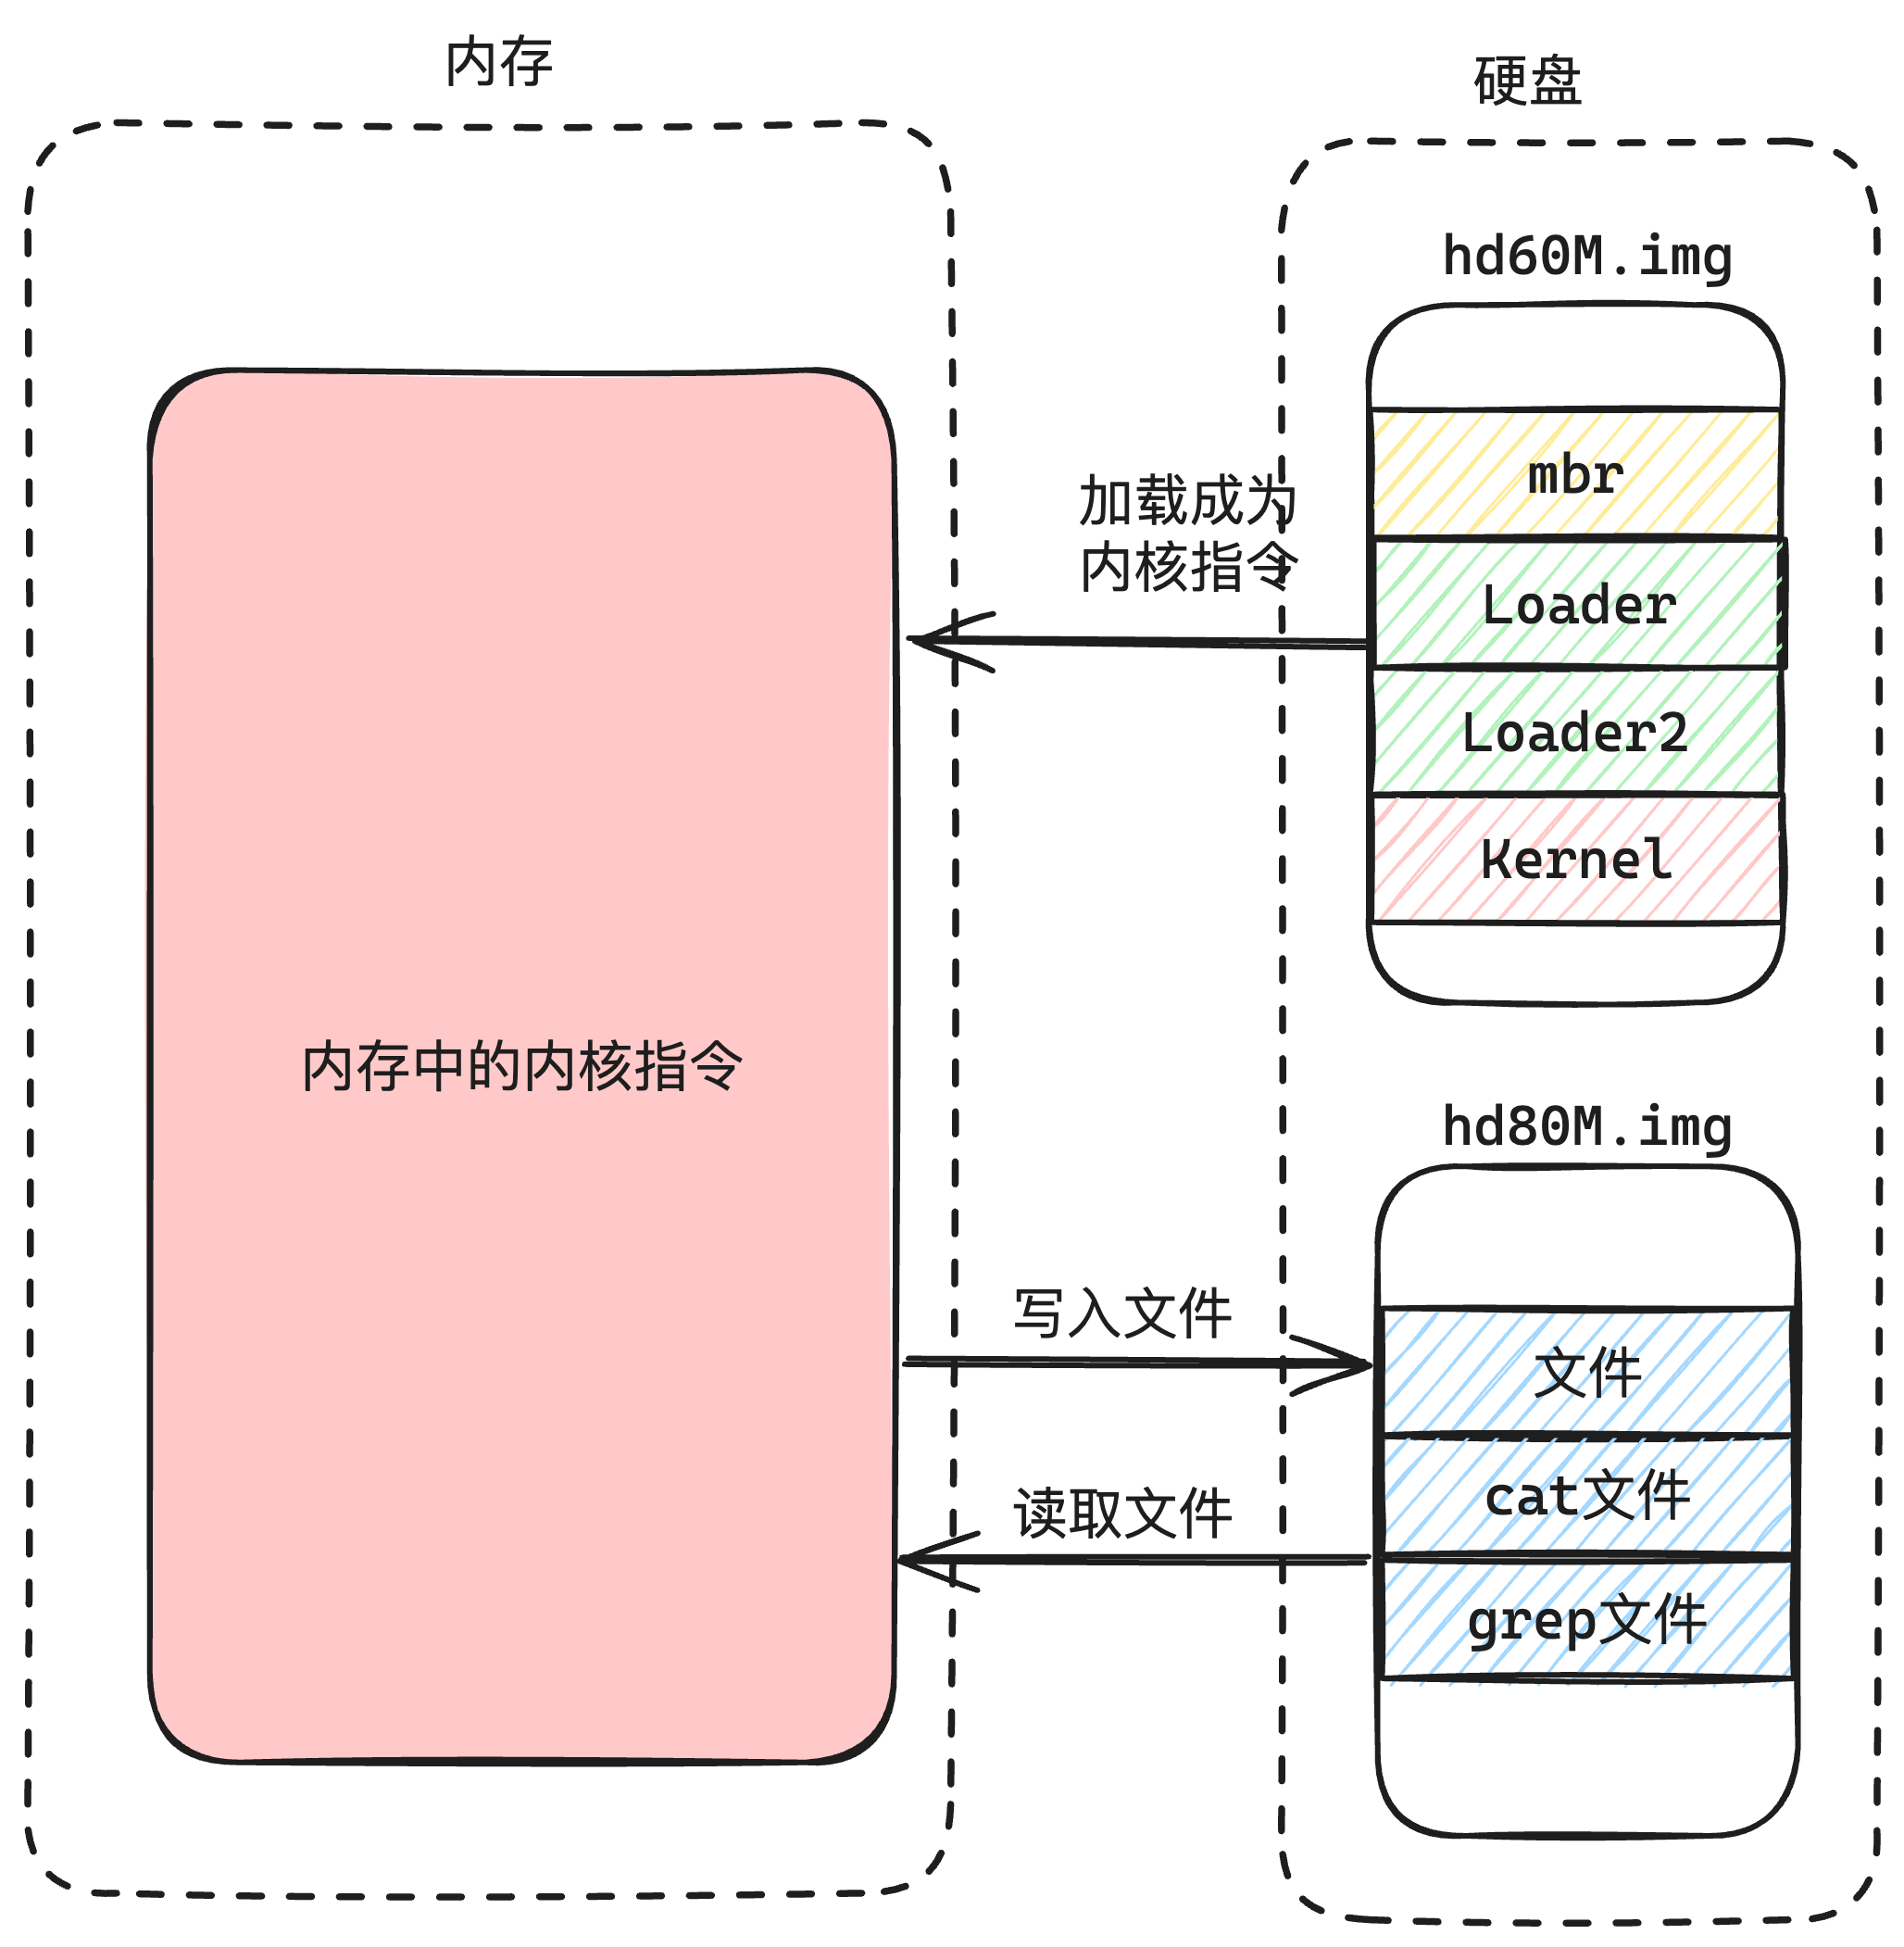 内存
硬盘
hd60M.img
mbr
加载成为
内核指令
Loader
Loader2
Kernel
内存中的内核指令
hd80M.img
写入文件
文件
cat文件
读取文件
grep文件